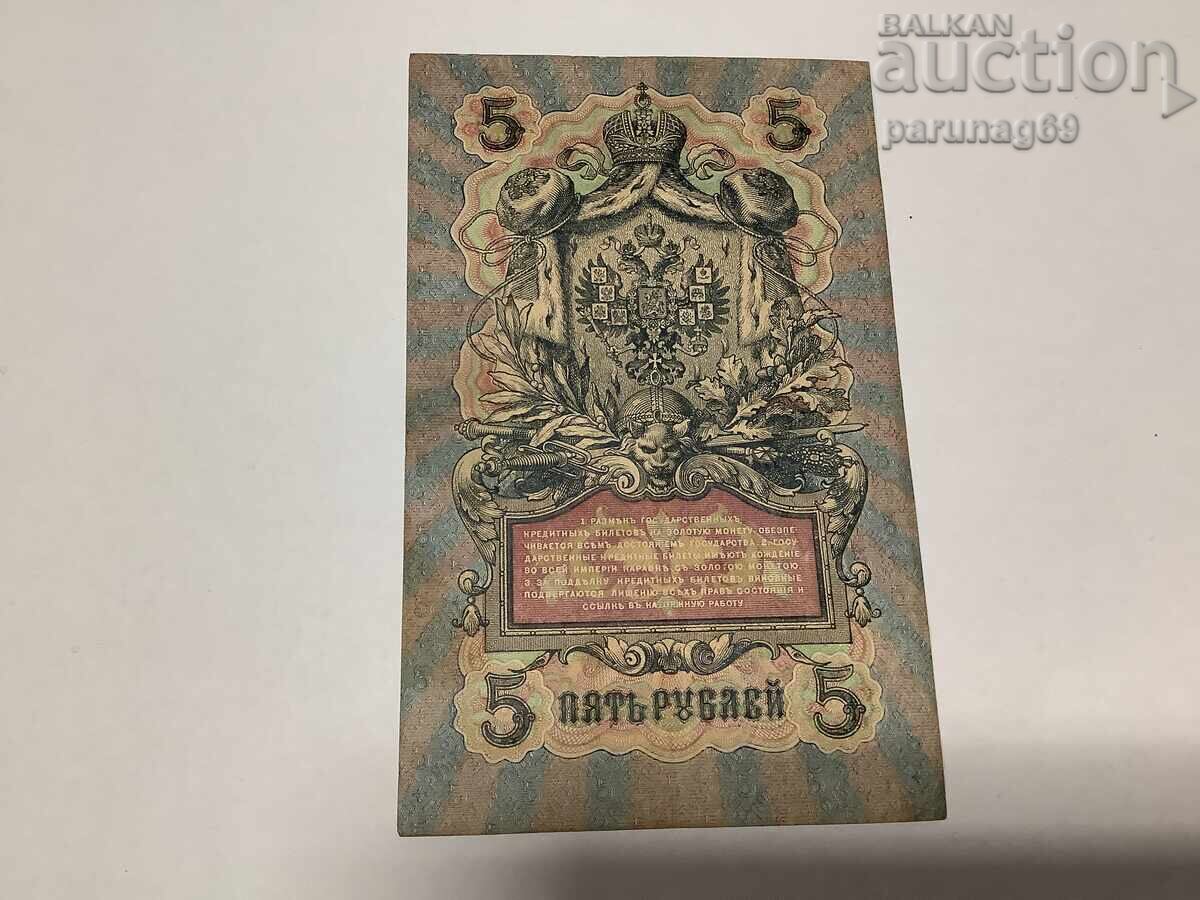 BALKAN
auction
parunag69
5 5
1. РАЗМѢНЪ ГОСУДАРСТВЕННЫХЪ
КРЕДИТНЫХЪ БИЛЕТОВЪ НА ЗОЛОТУЮ МОНЕТУ ОБЕЗПЕ-
ЧИВАЕТСЯ ВСѢМЪ ДОСТОЯНІЕМЪ ГОСУДАРСТВА. 2. ГОСУ-
ДАРСТВЕННЫЕ КРЕДИТНЫЕ БИЛЕТЫ ИМѢЮТЪ ХОЖДЕНІЕ
ВО ВСЕЙ ИМПЕРІИ НАРАВНѢ СЪ ЗОЛОТОЮ МОНЕТОЮ.
3. ЗА ПОДДѢЛКУ КРЕДИТНЫХЪ БИЛЕТОВЪ ВИНОВНЫЕ
ПОДВЕРГАЮТСЯ ЛИШЕНІЮ ВСѢХЪ ПРАВЪ СОСТОЯНІЯ И
ССЫЛКѢ ВЪ КАТОРЖНУЮ РАБОТУ
5 ПЯТЬ РУБЛЕЙ 5